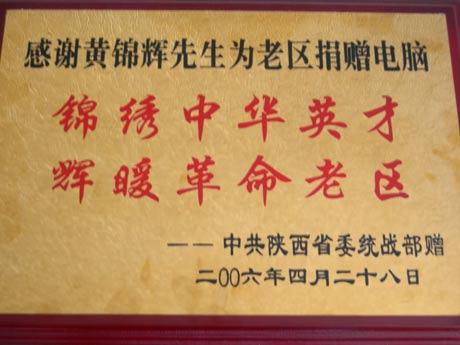 感谢黄锦辉先生为老区捐赠电脑
锦绣中华英才
辉暖革命老区
——中共陕西省委统战部赠
二〇〇六年四月二十八日